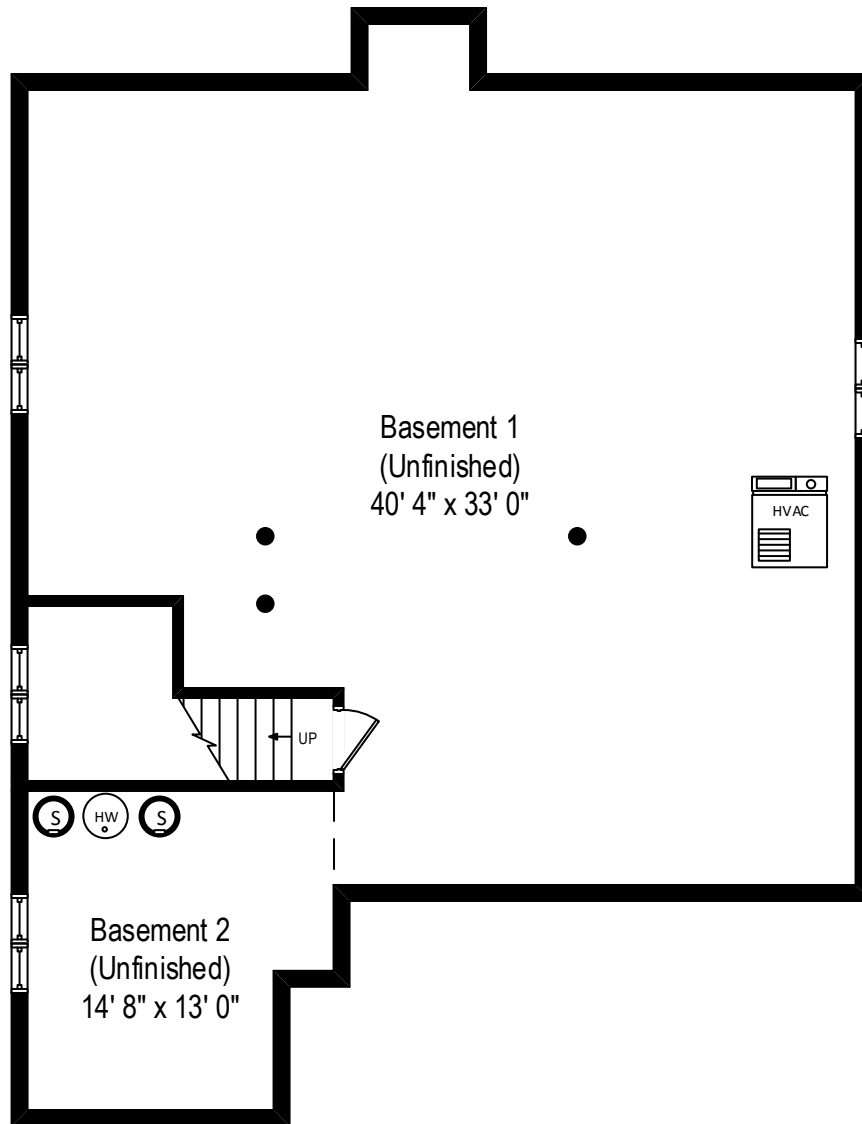 Basement 1
(Unfinished)
40' 4" x 33' 0"
HVAC
UP
S
HW
S
Basement 2
(Unfinished)
14' 8" x 13' 0"